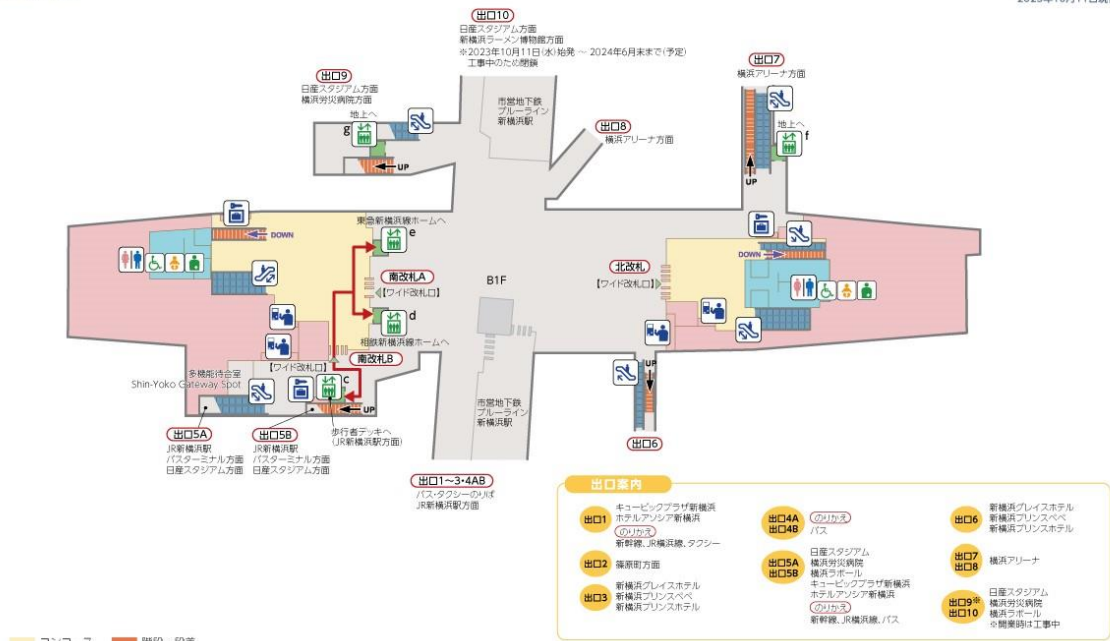 2023年10月11日現在
出口10
日産スタジアム方面
新横浜ラーメン博物館方面
※2023年10月11日(水)始発 ～ 2024年6月末まで(予定)
工事中のため閉鎖
出口9
日産スタジアム方面
横浜労災病院方面
地上へ
g
UP
市営地下鉄
ブルーライン
新横浜駅
出口8
横浜アリーナ方面
出口7
横浜アリーナ方面
地上へ
f
UP
東急新横浜線ホームへ
e
DOWN
南改札A
【ワイド改札口】
B1F
北改札
【ワイド改札口】
DOWN
d
相鉄新横浜線ホームへ
南改札B
【ワイド改札口】
多機能待合室
Shin-Yoko Gateway Spot
c
UP
UP
出口5A
JR新横浜駅
バスターミナル方面
日産スタジアム方面
出口5B
JR新横浜駅
バスターミナル方面
日産スタジアム方面
歩行者デッキへ
(JR新横浜駅方面)
市営地下鉄
ブルーライン
新横浜駅
出口6
出口1～3・4AB
バス・タクシーのりば
JR新横浜駅方面
出口案内
出口1
キュービックプラザ新横浜
ホテルアソシア新横浜
のりかえ
新幹線、JR横浜線、タクシー
出口2
篠原町方面
出口3
新横浜グレイスホテル
新横浜プリンスペペ
新横浜プリンスホテル
出口4A
出口4B
のりかえ
バス
出口5A
出口5B
日産スタジアム
横浜労災病院
横浜ラポール
キュービックプラザ新横浜
ホテルアソシア新横浜
のりかえ
新幹線、JR横浜線、バス
出口6
新横浜グレイスホテル
新横浜プリンスペペ
新横浜プリンスホテル
出口7
出口8
横浜アリーナ
出口9※
出口10
日産スタジアム
横浜労災病院
横浜ラポール
※開業時は工事中
コンコース
階段・段差